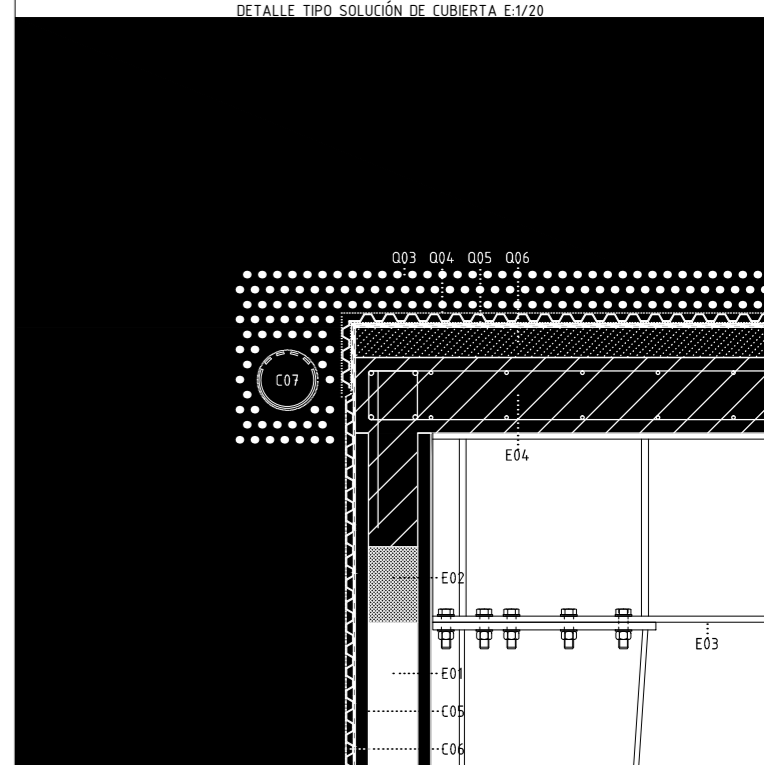 DETALLE TIPO SOLUCIÓN DE CUBIERTA E:1/20
Q03 Q04 Q05 Q06
C07
E04
E02
E03
E01
C05
C06